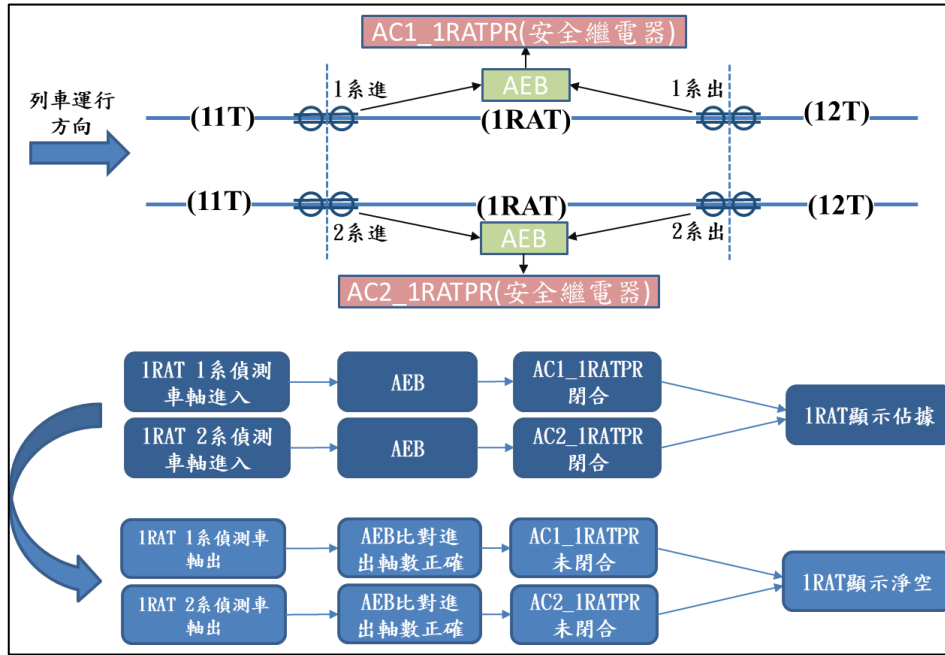 AC1_1RATPR(安全繼電器)
列車運行
方向
1系進
AEB
1系出
(11T)
(1RAT)
(12T)
(11T)
(1RAT)
(12T)
2系進
AEB
2系出
AC2_1RATPR(安全繼電器)
1RAT 1系偵測
車軸進入
AEB
AC1_1RATPR
閉合
1RAT 2系偵測
車軸進入
AEB
AC2_1RATPR
閉合
1RAT顯示佔據
1RAT 1系偵測車
軸出
AEB比對進
出軸數正確
AC1_1RATPR
未閉合
1RAT 2系偵測車
軸出
AEB比對進
出軸數正確
AC2_1RATPR
未閉合
1RAT顯示淨空